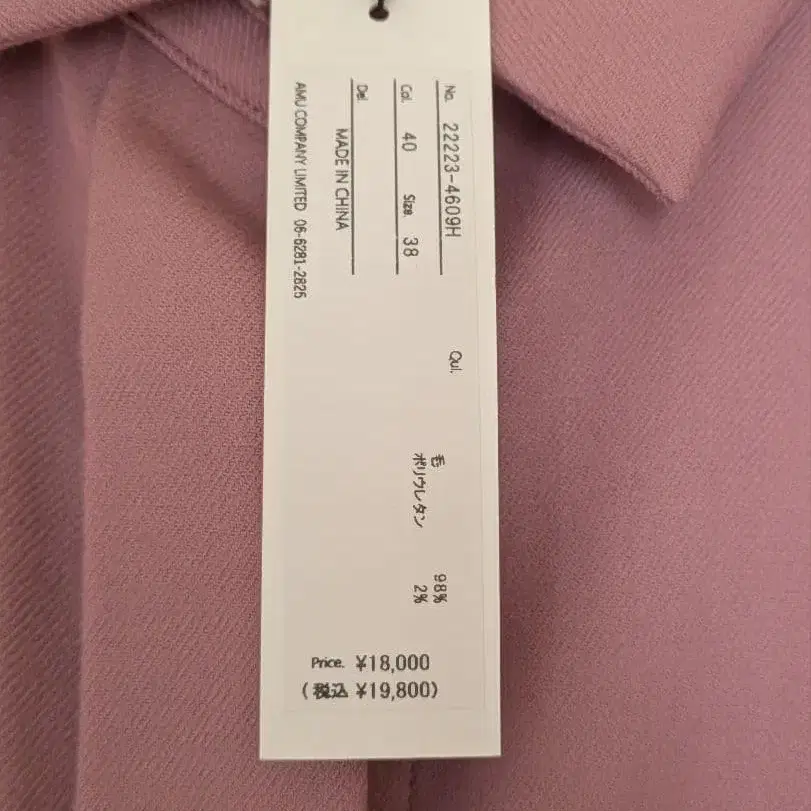 No. 22223-4609H
Col. 40 Size. 38
Del.
MADE IN CHINA
AMU COMPANY LIMITED 06-6281-2825
Qul.
毛 98%
ポリウレタン 2%
Price. ¥18,000
(税込 ¥19,800)